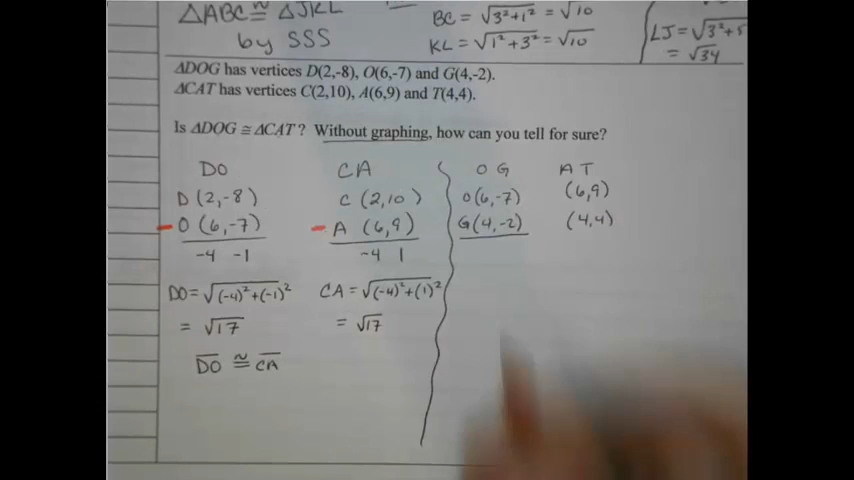 △ABC ≅ △JKL
by SSS
BC = √3²+1² = √10
KL = √1²+3² = √10
LJ = √3²+5
= √34
ΔDOG has vertices D(2,-8), O(6,-7) and G(4,-2).
ΔCAT has vertices C(2,10), A(6,9) and T(4,4).
Is ΔDOG ≅ ΔCAT? Without graphing, how can you tell for sure?
DO
D (2,-8)
- O (6,-7)
-4 -1
DO = √(-4)²+(-1)²
= √17
DO ≅ CA
CA
C (2,10)
- A (6,9)
-4 1
CA = √(-4)²+(1)²
= √17
OG
O(6,-7)
G(4,-2)
AT
(6,9)
(4,4)